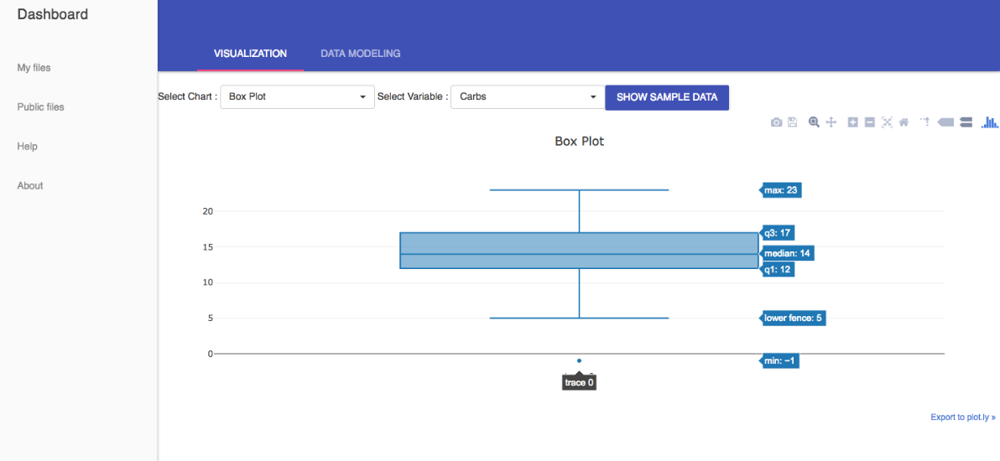 Dashboard
My files
Public files
Help
About
VISUALIZATION
DATA MODELING
Select Chart : Box Plot Select Variable : Carbs SHOW SAMPLE DATA
Box Plot
max: 23
20
q3: 17
15
median: 14
q1: 12
10
5
lower fence: 5
0
min: −1
trace 0
Export to plot.ly »